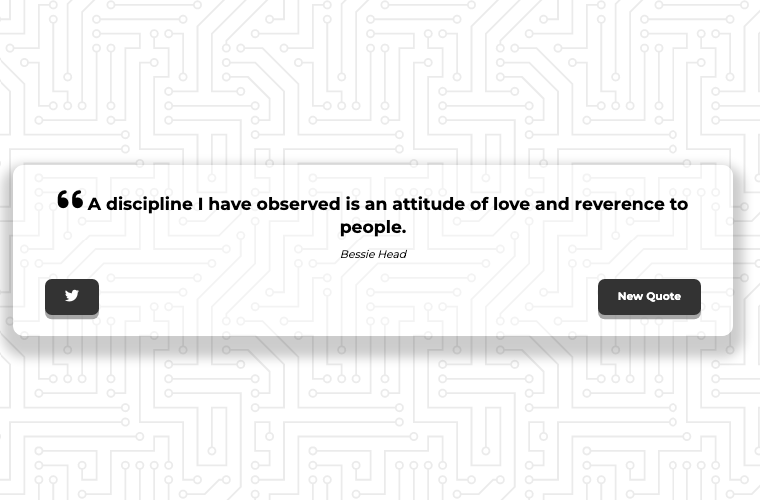 ❝ A discipline I have observed is an attitude of love and reverence to
people.
Bessie Head
New Quote